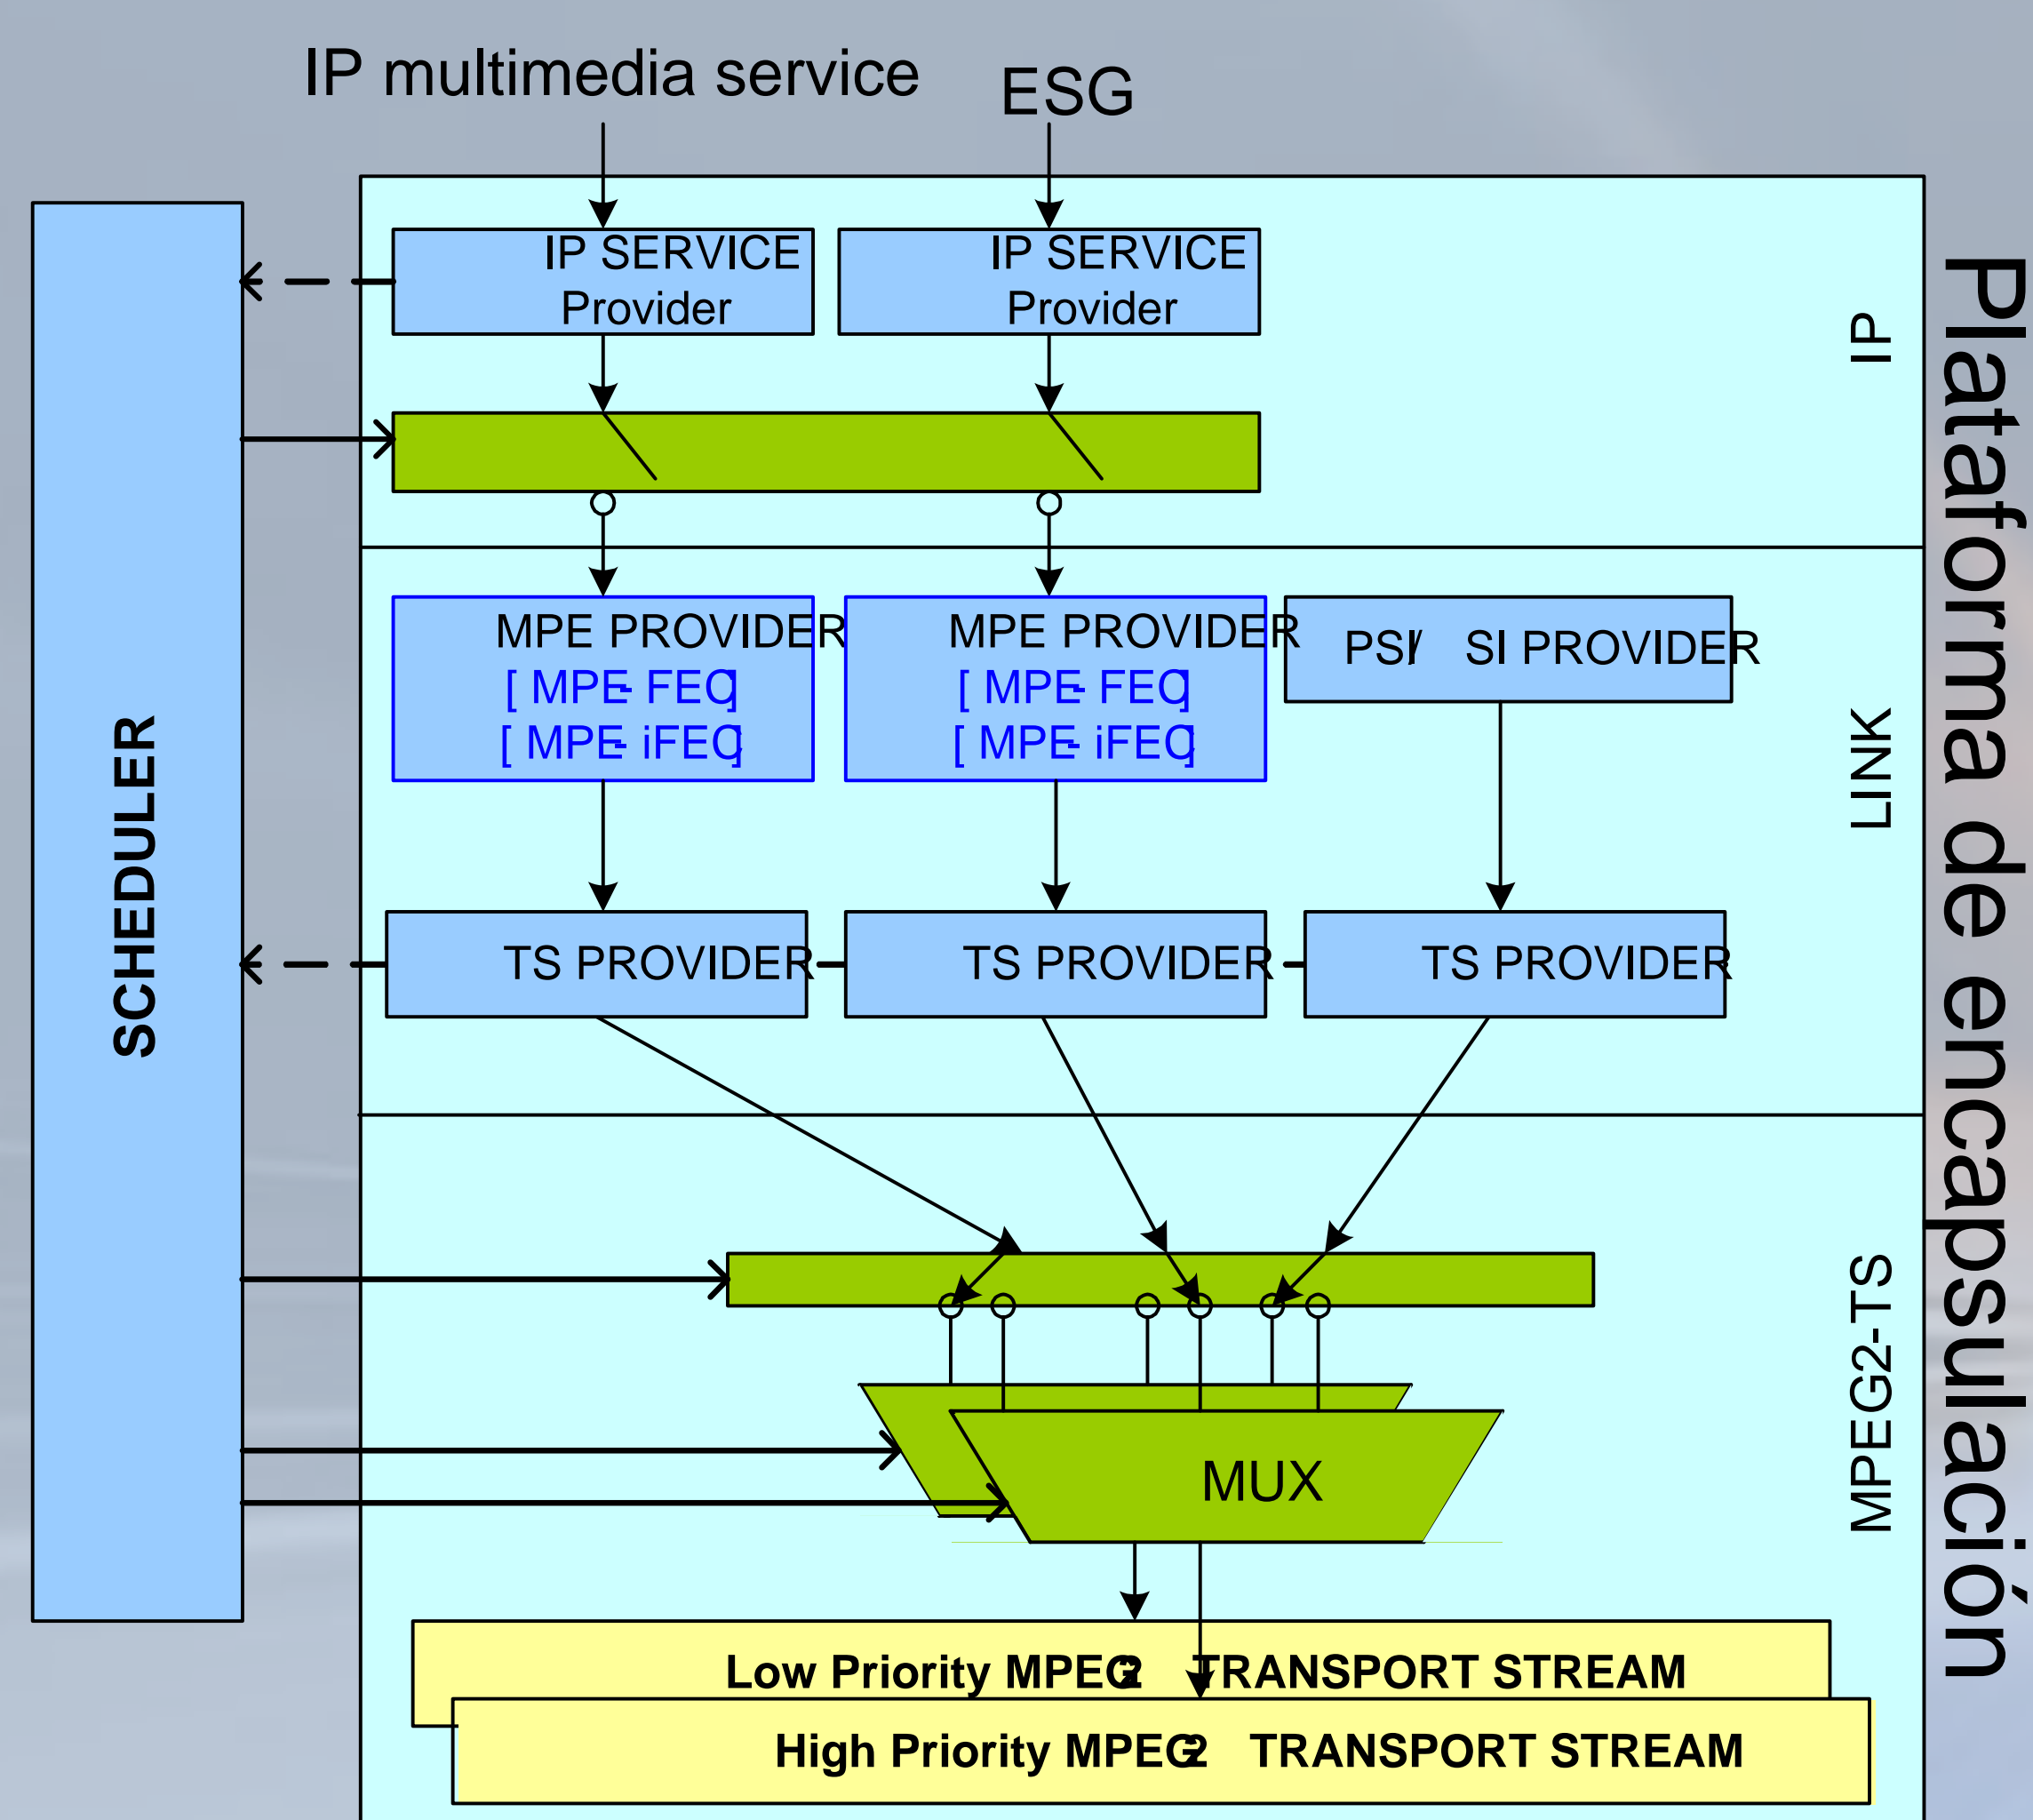 IP multimedia service
ESG
IP SERVICE
Provider
IP SERVICE
Provider
IP
MPE PROVIDER
[ MPE- FEC]
[ MPE- iFEC]
MPE PROVIDER
[ MPE- FEC]
[ MPE- iFEC]
PSI/ SI PROVIDER
LINK
SCHEDULER
TS PROVIDER
TS PROVIDER
TS PROVIDER
MPEG2-TS
MUX
Low Priority MPEG2 TRANSPORT STREAM
High Priority MPEG2 TRANSPORT STREAM
Plataforma de encapsulación